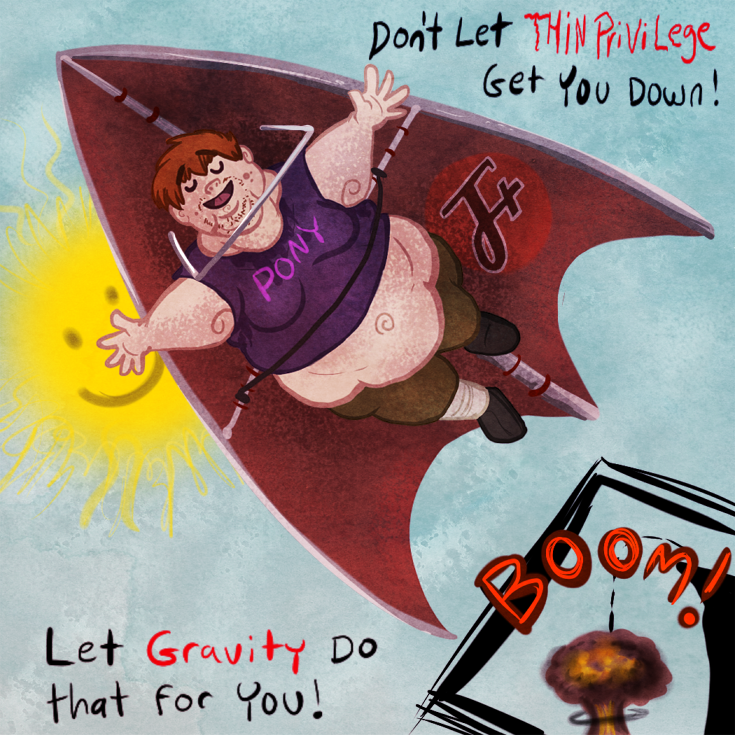 Don't Let THiN PriviLege
Get You Down!
PONY
J+
BOOM!
Let Gravity Do
that for You!